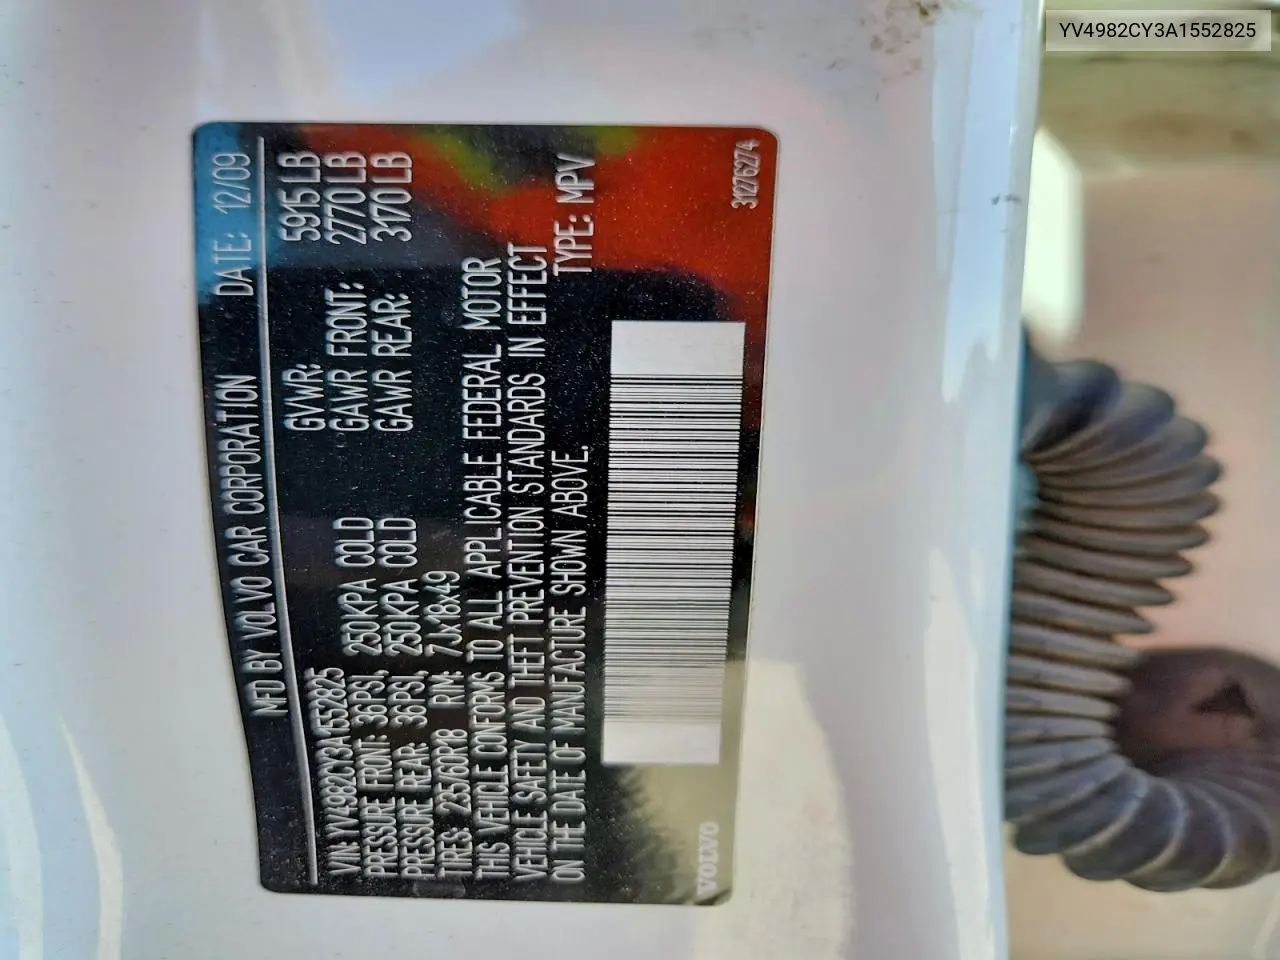 YV4982CY3A1552825
MFD BY VOLVO CAR CORPORATION DATE: 12/09
GVWR: 5915 LB
VIN: YV4982CY3A1552825 GAWR FRONT: 2770 LB
PRESSURE FRONT: 36PSI, 250KPA COLD GAWR REAR: 3170 LB
PRESSURE REAR: 36PSI, 250KPA COLD
TIRES: 235/60R18 RIM: 7Jx18x49
THIS VEHICLE CONFORMS TO ALL APPLICABLE FEDERAL MOTOR
VEHICLE SAFETY AND THEFT PREVENTION STANDARDS IN EFFECT
ON THE DATE OF MANUFACTURE SHOWN ABOVE. TYPE: MPV
VOLVO 31276274